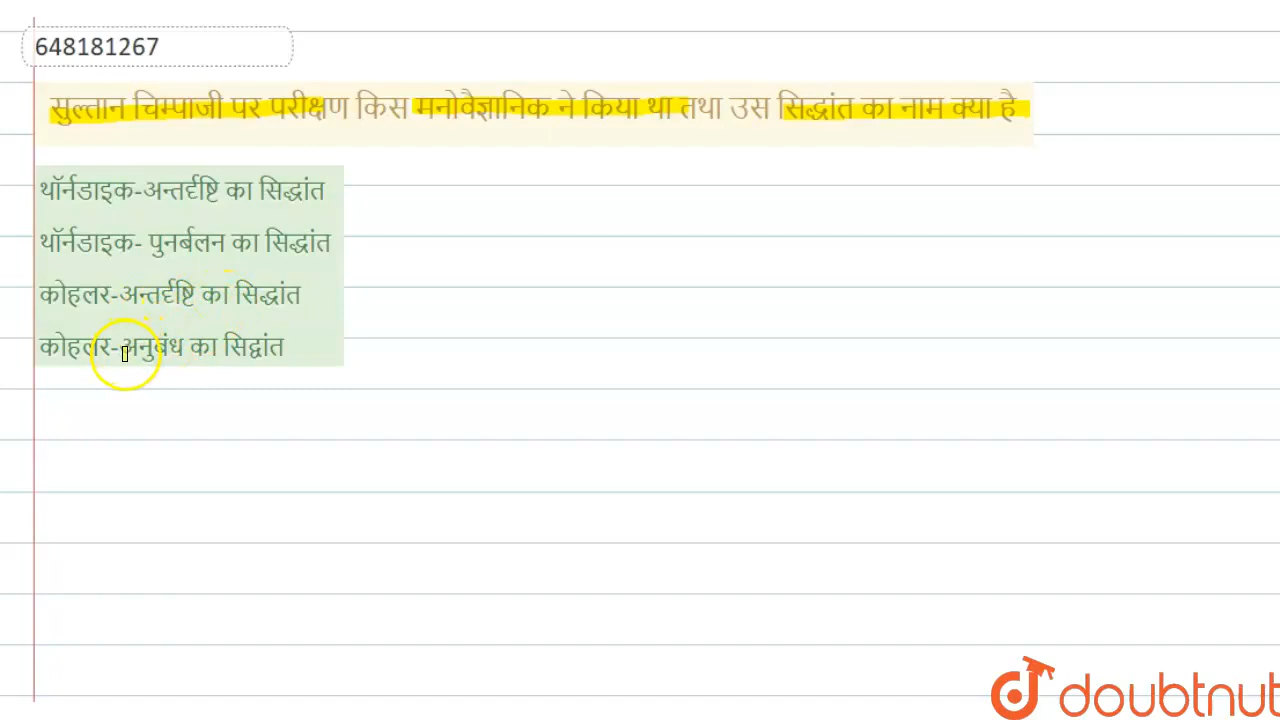 648181267
सुल्तान चिम्पाजी पर परीक्षण किस मनोवैज्ञानिक ने किया था तथा उस सिद्धांत का नाम क्या है
थॉर्नडाइक-अन्तर्दृष्टि का सिद्धांत
थॉर्नडाइक- पुनर्बलन का सिद्धांत
कोहलर-अन्तर्दृष्टि का सिद्धांत
कोहलर-अनुबंध का सिद्वांत
doubtnut